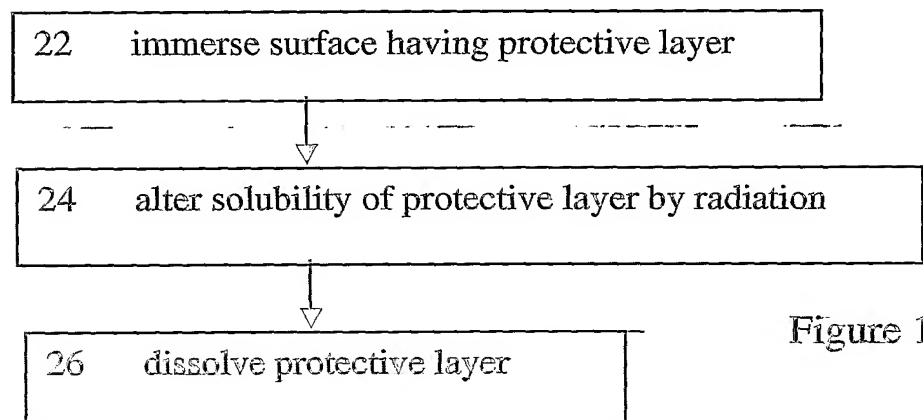 22 immerse surface having protective layer
24 alter solubility of protective layer by radiation
26 dissolve protective layer
Figure 1